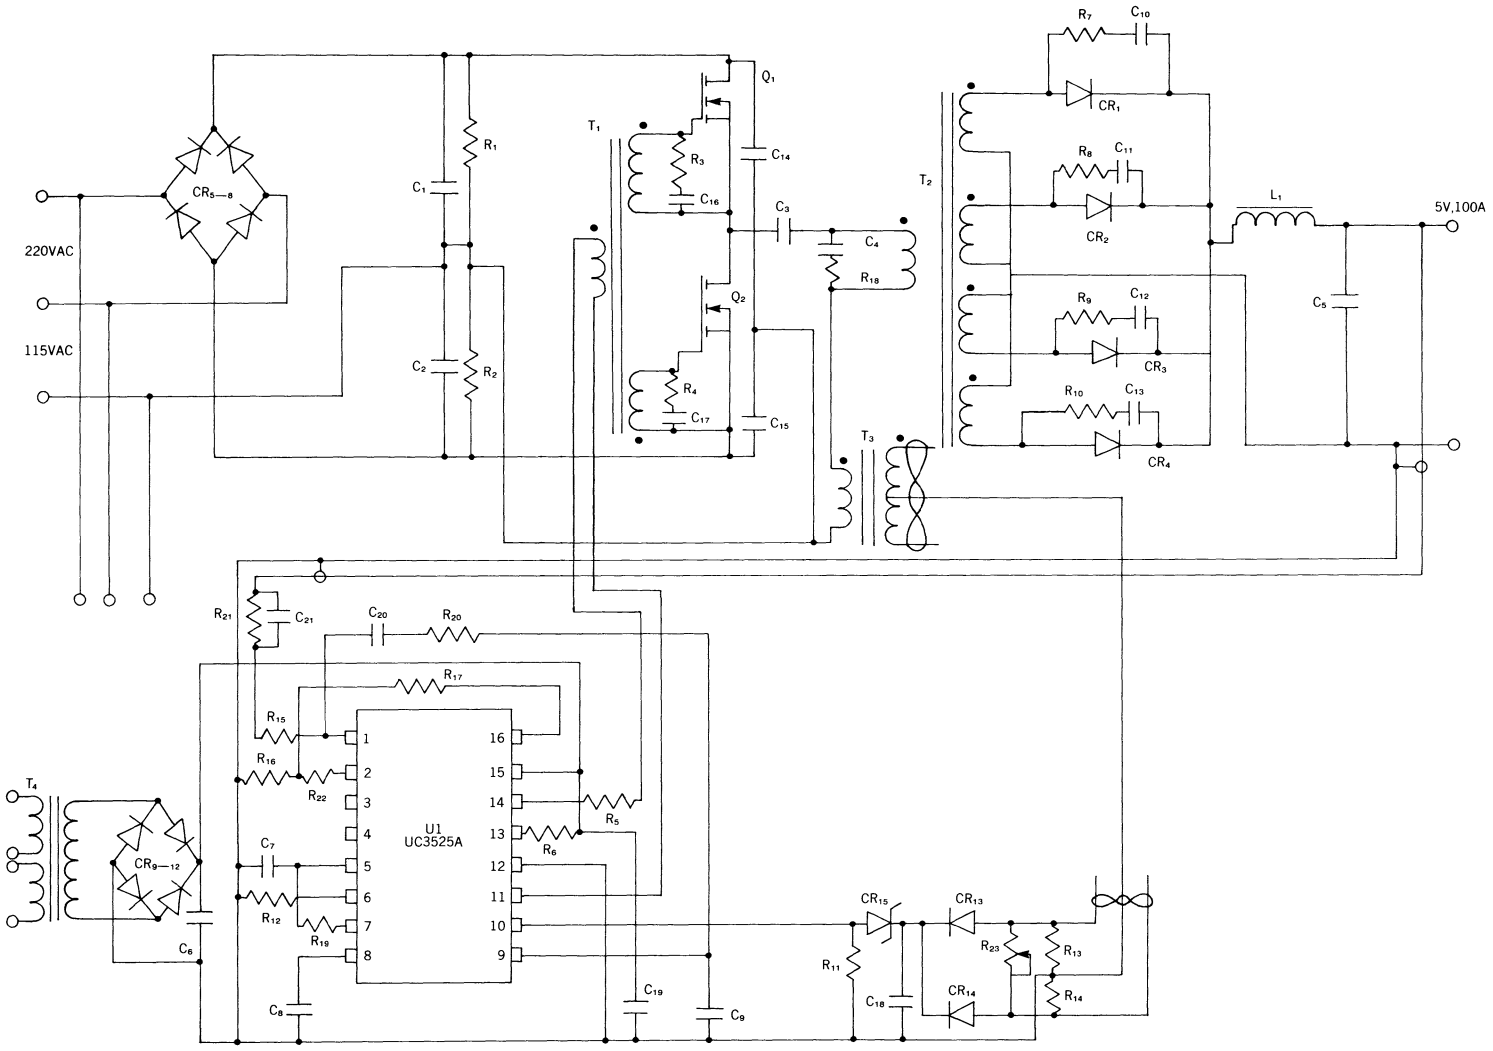 R7
C10
Q1
CR1
T1
R1
C14
R8
C11
R3
T2
CR5—8
C1
C16
L1
C3
5V,100A
CR2
C4
220VAC
R18
R9
C12
Q2
C5
115VAC
C2
R2
R4
CR3
R10
C13
C17
C15
T3
CR4
R21
C21
C20
R20
R17
R15
1
16
R16
2
15
T4
R22
3
14
R5
U1
UC3525A
4
13
R6
C7
CR9—12
5
12
6
11
R12
CR15
CR13
7
10
R19
C6
R23
R13
8
9
R11
C19
CR14
R14
C18
C8
C9